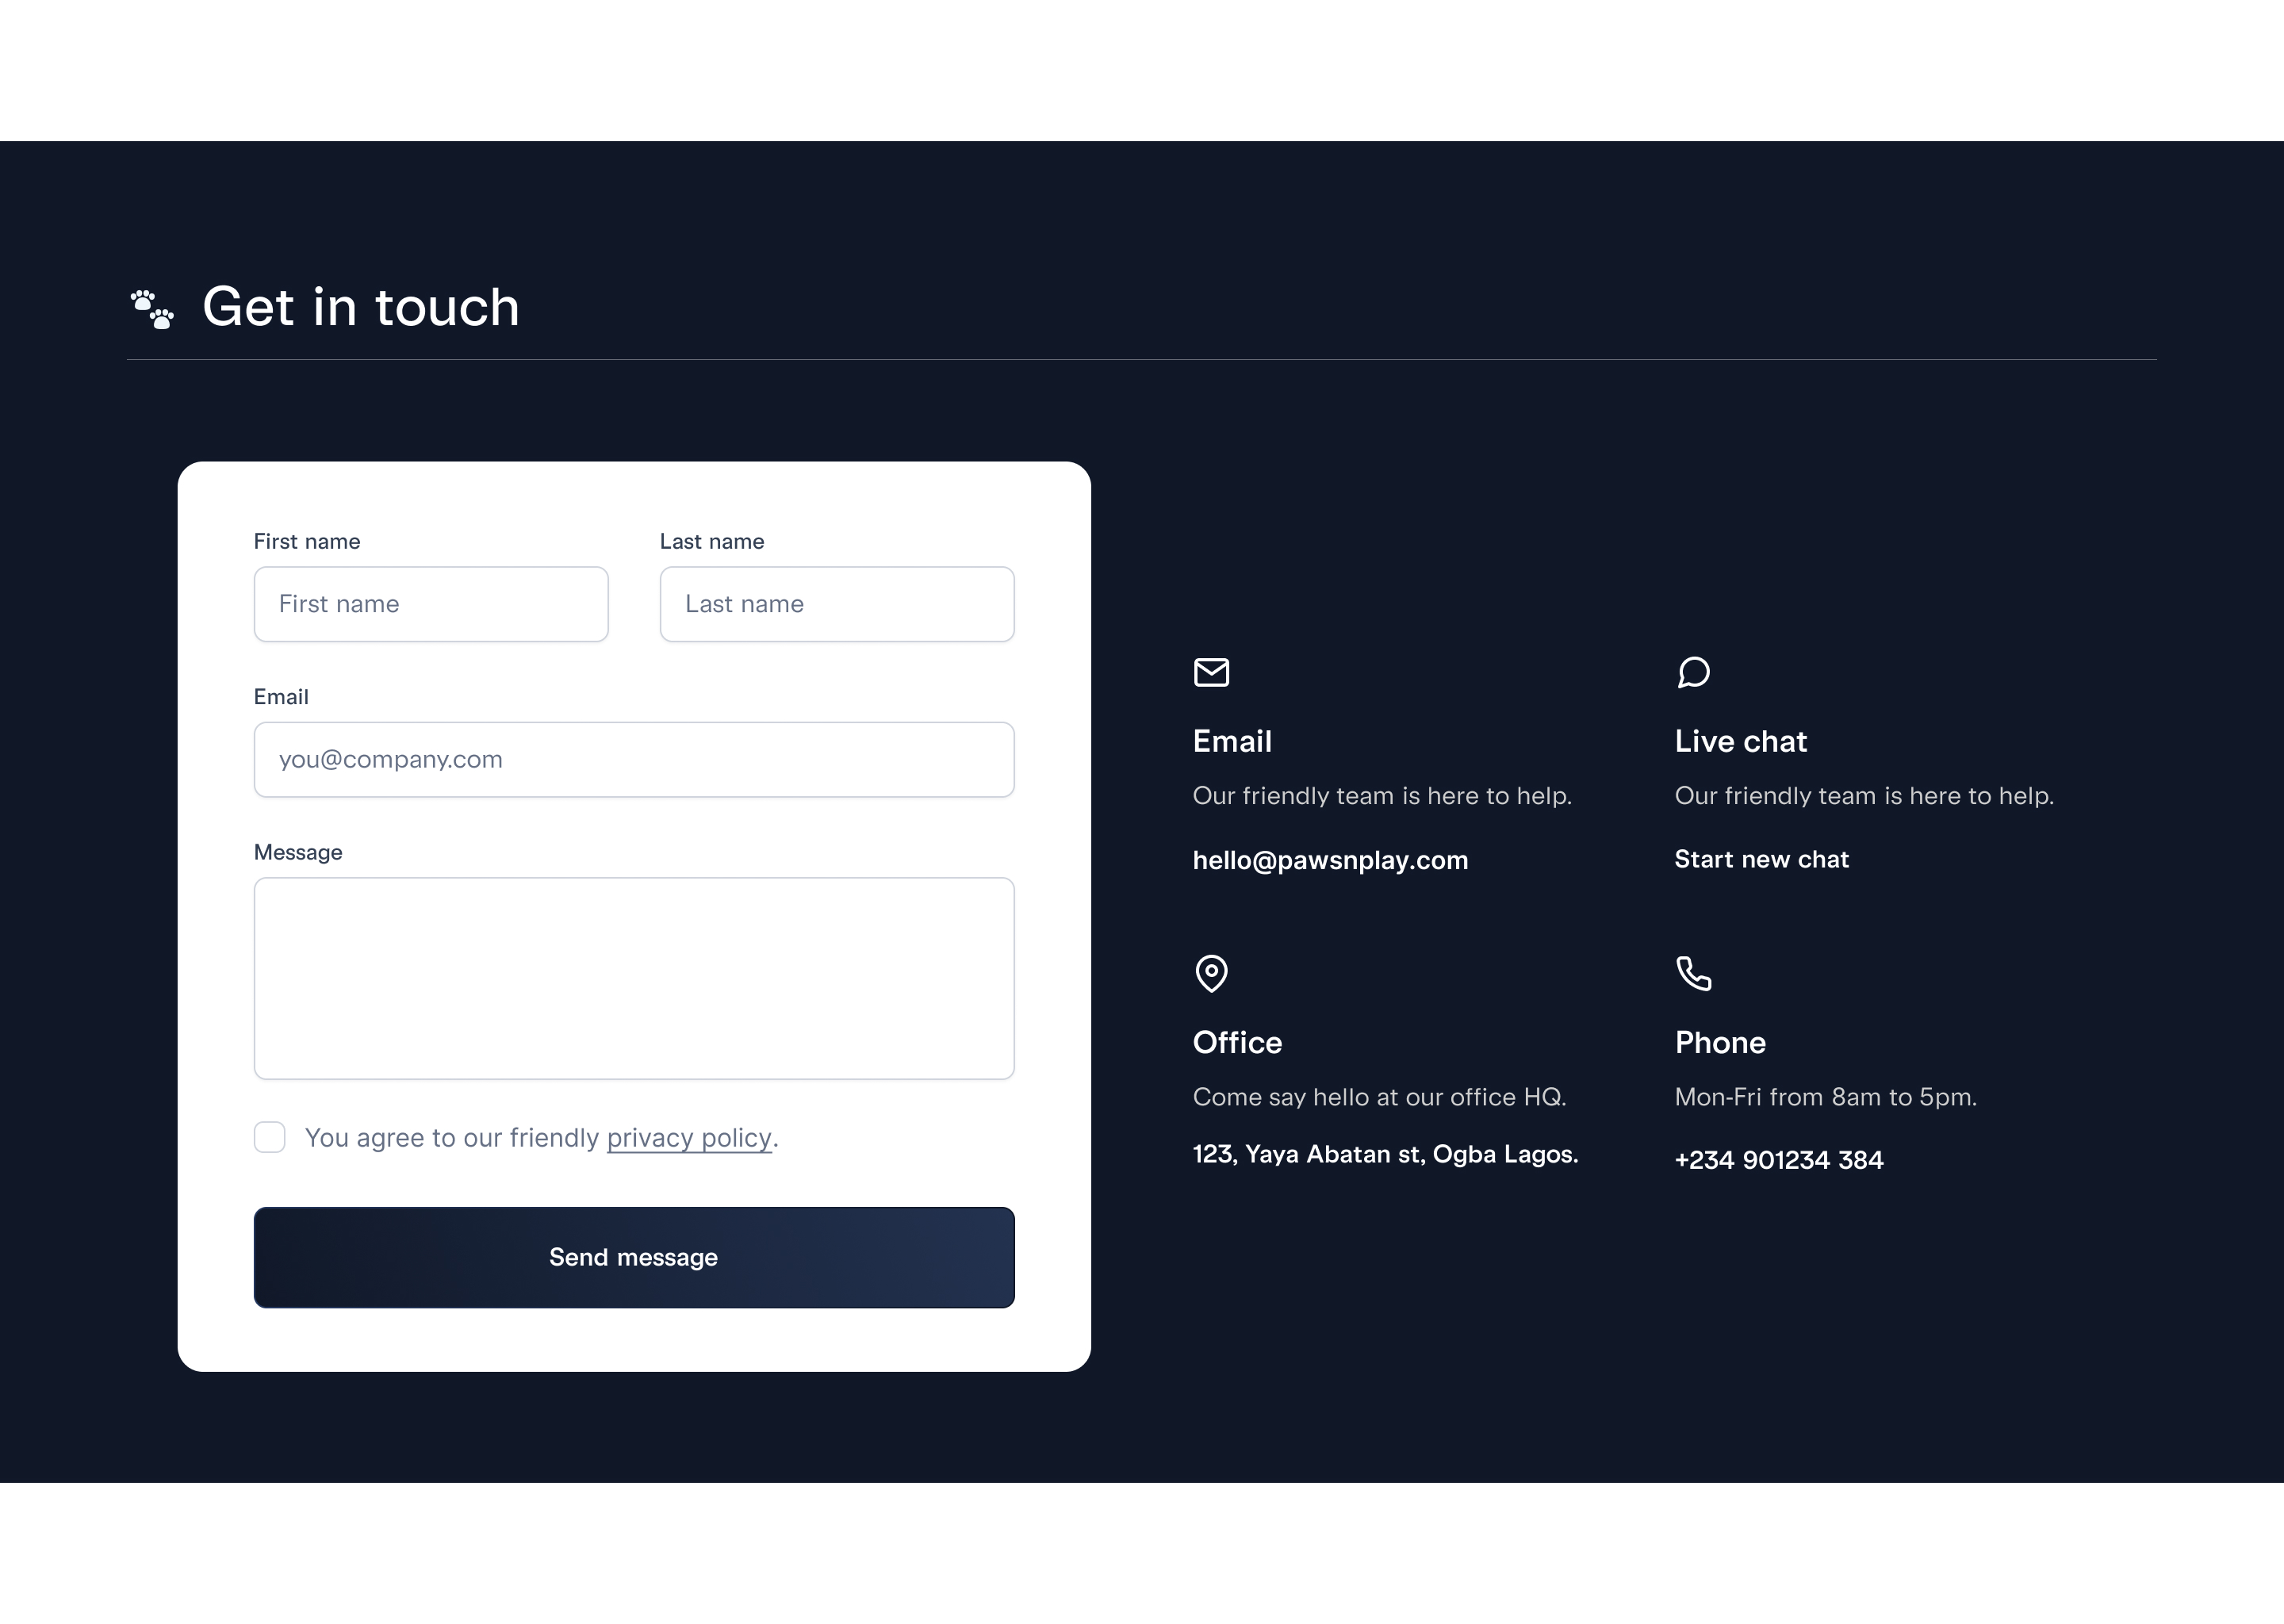 Get in touch
First name
Last name
First name
Last name
Email
you@company.com
Message
You agree to our friendly privacy policy.
Send message
Email
Our friendly team is here to help.
hello@pawsnplay.com
Live chat
Our friendly team is here to help.
Start new chat
Office
Come say hello at our office HQ.
123, Yaya Abatan st, Ogba Lagos.
Phone
Mon-Fri from 8am to 5pm.
+234 901234 384